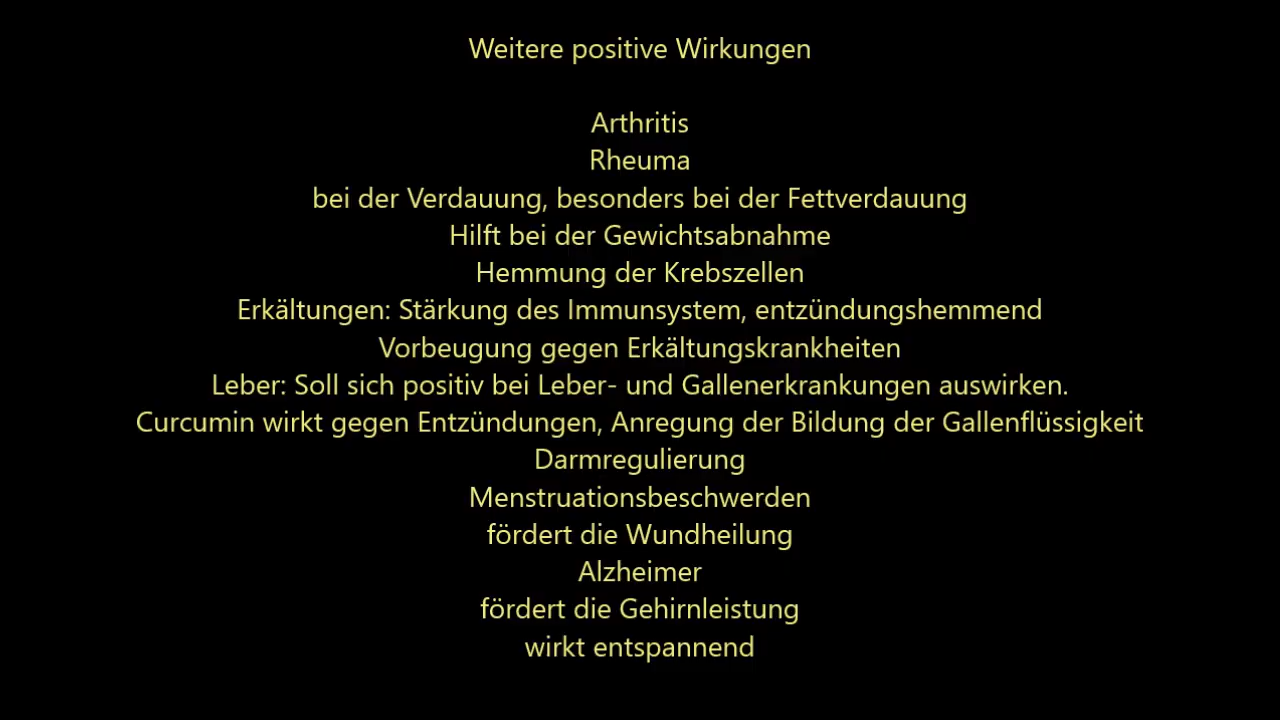 Weitere positive Wirkungen
Arthritis
Rheuma
bei der Verdauung, besonders bei der Fettverdauung
Hilft bei der Gewichtsabnahme
Hemmung der Krebszellen
Erkältungen: Stärkung des Immunsystem, entzündungshemmend
Vorbeugung gegen Erkältungskrankheiten
Leber: Soll sich positiv bei Leber- und Gallenerkrankungen auswirken.
Curcumin wirkt gegen Entzündungen, Anregung der Bildung der Gallenflüssigkeit
Darmregulierung
Menstruationsbeschwerden
fördert die Wundheilung
Alzheimer
fördert die Gehirnleistung
wirkt entspannend